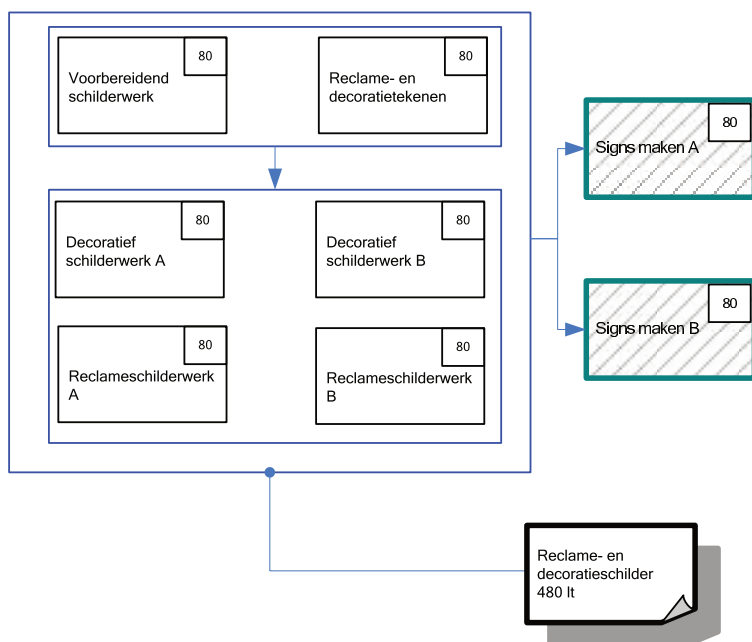 80
Voorbereidend
schilderwerk
80
Reclame- en
decoratietekenen
80
Signs maken A
80
Decoratief
schilderwerk A
80
Decoratief
schilderwerk B
80
Signs maken B
80
Reclameschilderwerk
A
80
Reclameschilderwerk
B
Reclame- en
decoratieschilder
480 lt